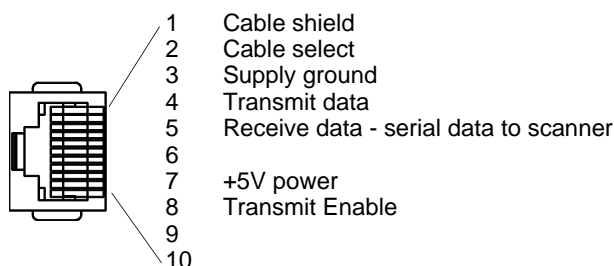 1 Cable shield
2 Cable select
3 Supply ground
4 Transmit data
5 Receive data - serial data to scanner
6
7 +5V power
8 Transmit Enable
9
10